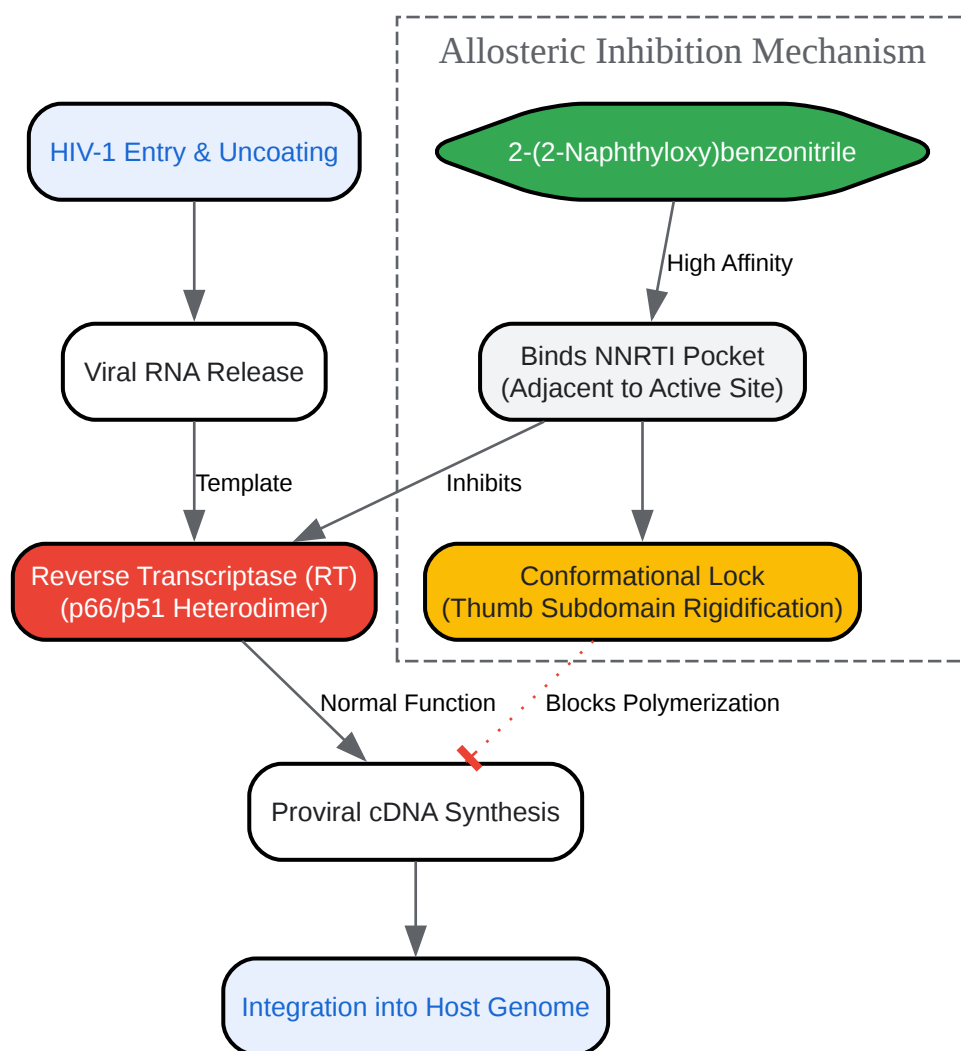 Allosteric Inhibition Mechanism
HIV-1 Entry & Uncoating
2-(2-Naphthyloxy)benzonitrile
High Affinity
Viral RNA Release
Binds NNRTI Pocket
(Adjacent to Active Site)
Template
Inhibits
Reverse Transcriptase (RT)
(p66/p51 Heterodimer)
Conformational Lock
(Thumb Subdomain Rigidification)
Normal Function
Blocks Polymerization
Proviral cDNA Synthesis
Integration into Host Genome